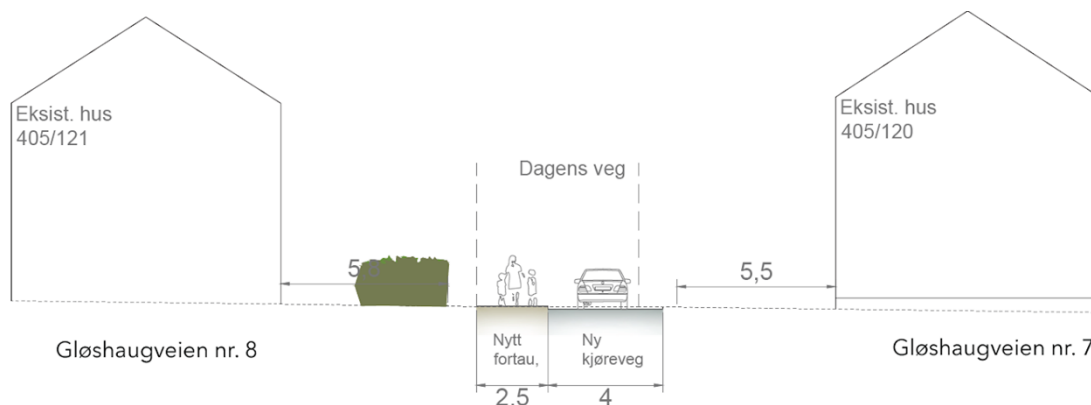 Eksist. hus
405/121
Dagens veg
Eksist. hus
405/120
5,5
Nytt
fortau,
Ny
kjøreveg
2,5
4
Gløshaugveien nr. 8
Gløshaugveien nr. 7